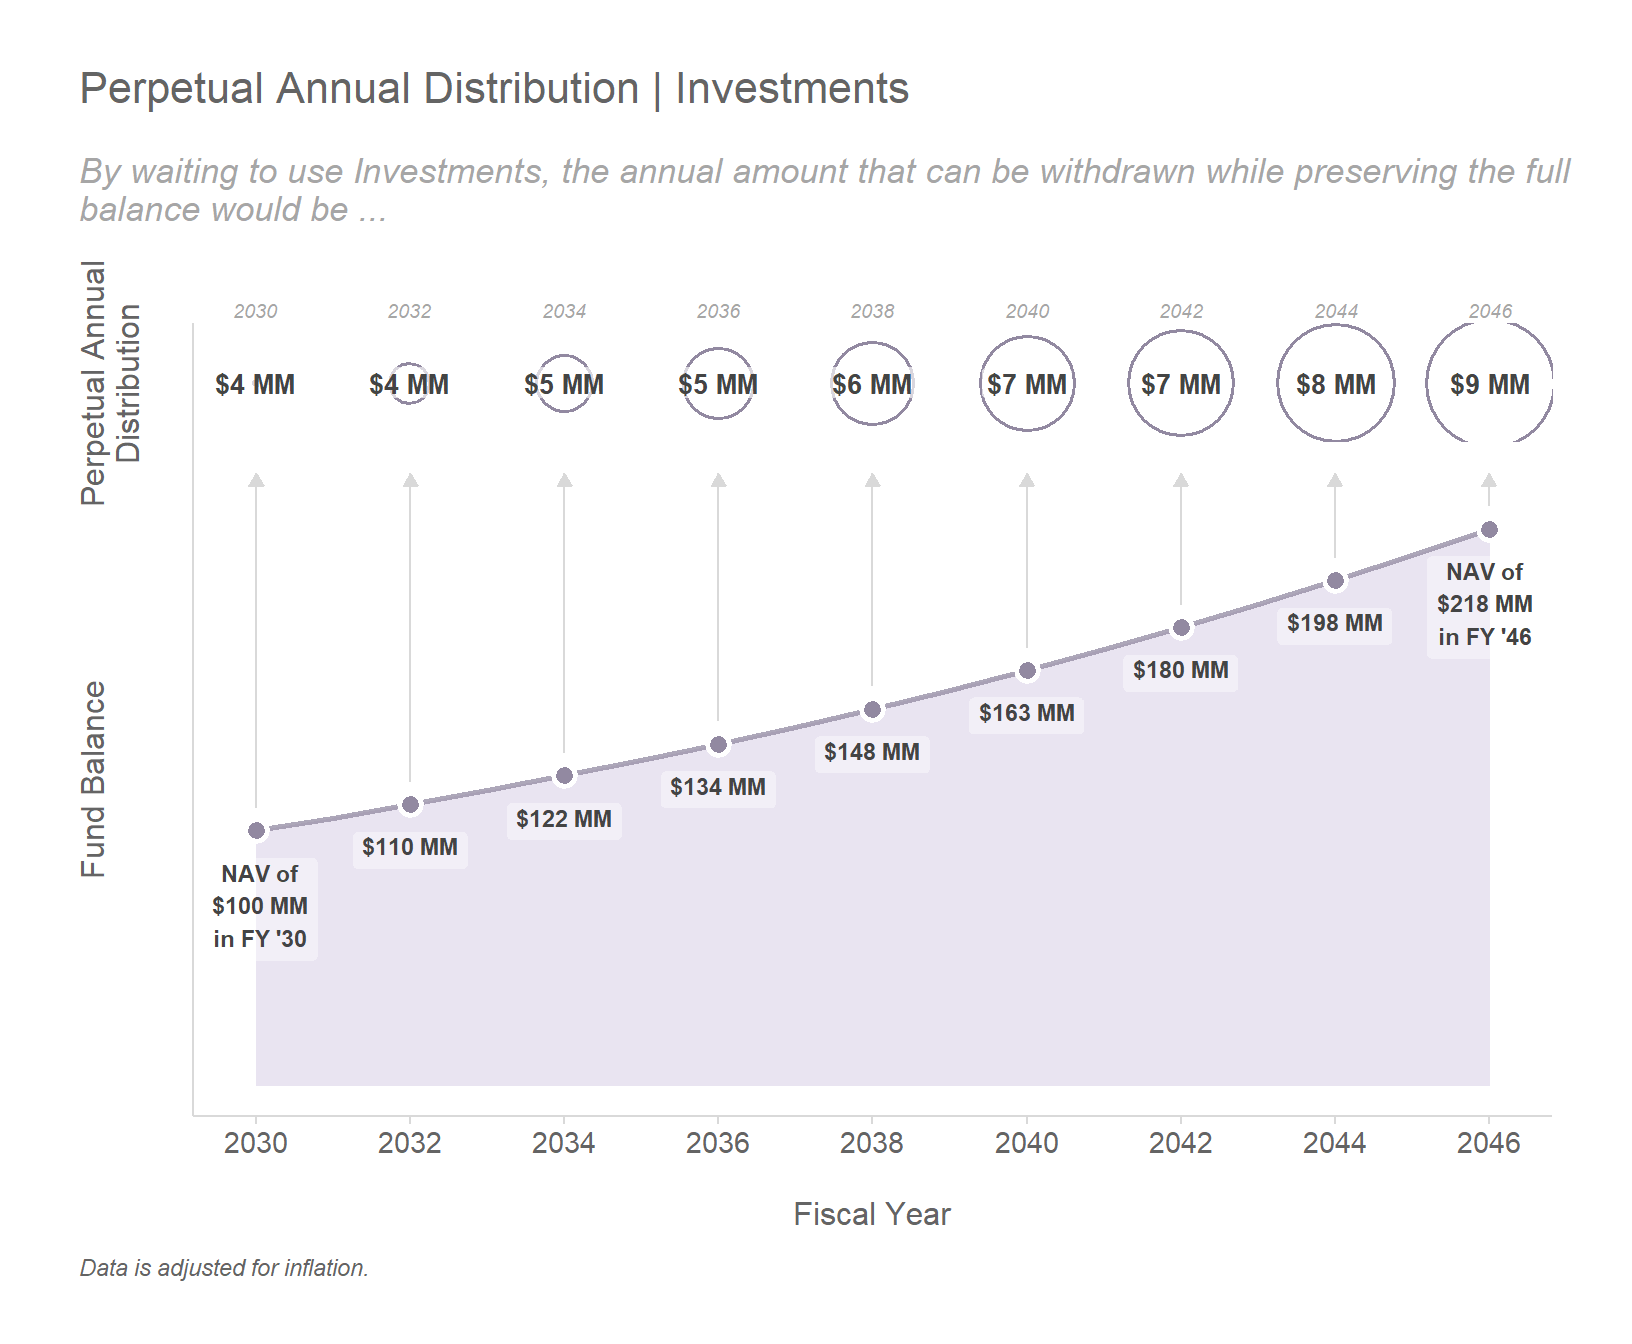 Perpetual Annual Distribution | Investments
By waiting to use Investments, the annual amount that can be withdrawn while preserving the full
balance would be ...
Perpetual Annual
Distribution
2030 2032 2034 2036 2038 2040 2042 2044 2046
$4 MM $4 MM $5 MM $5 MM $6 MM $7 MM $7 MM $8 MM $9 MM
Fund Balance
NAV of
$100 MM
in FY '30
$110 MM
$122 MM
$134 MM
$148 MM
$163 MM
$180 MM
$198 MM
NAV of
$218 MM
in FY '46
2030 2032 2034 2036 2038 2040 2042 2044 2046
Fiscal Year
Data is adjusted for inflation.